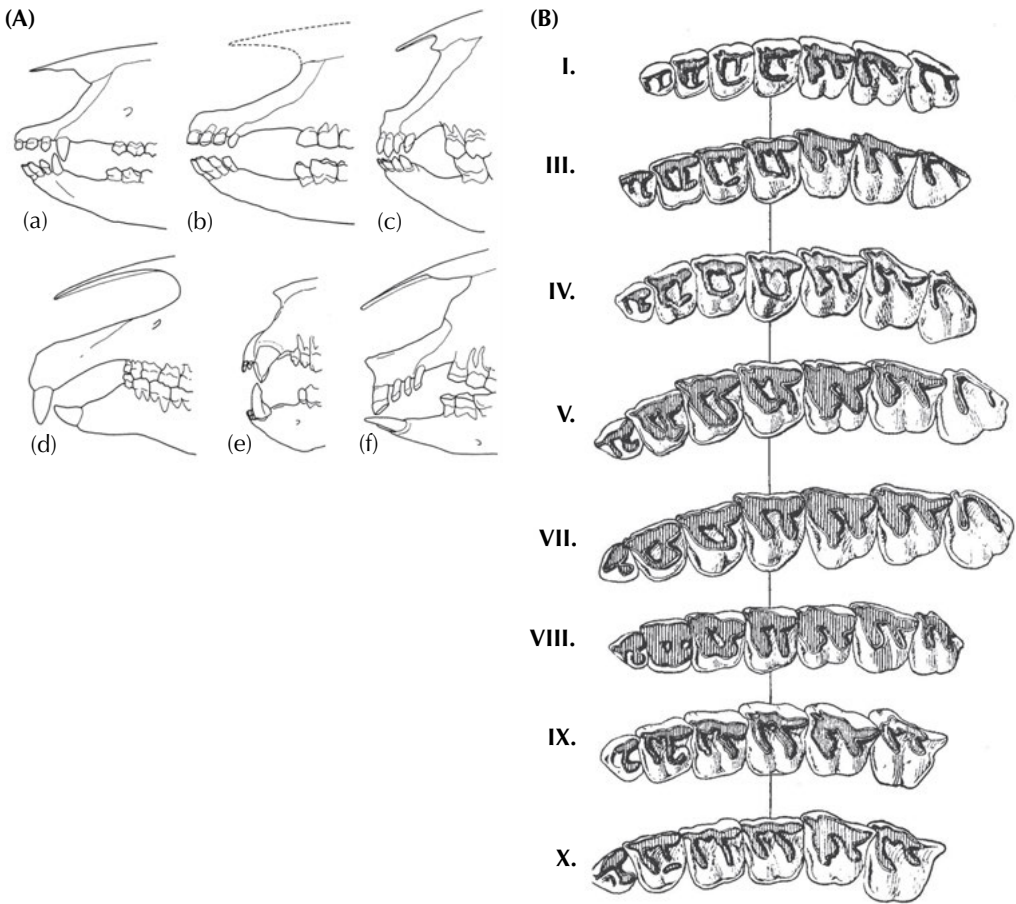 (A)
(a)
(b)
(c)
(d)
(e)
(f)
(B)
I.
III.
IV.
V.
VII.
VIII.
IX.
X.